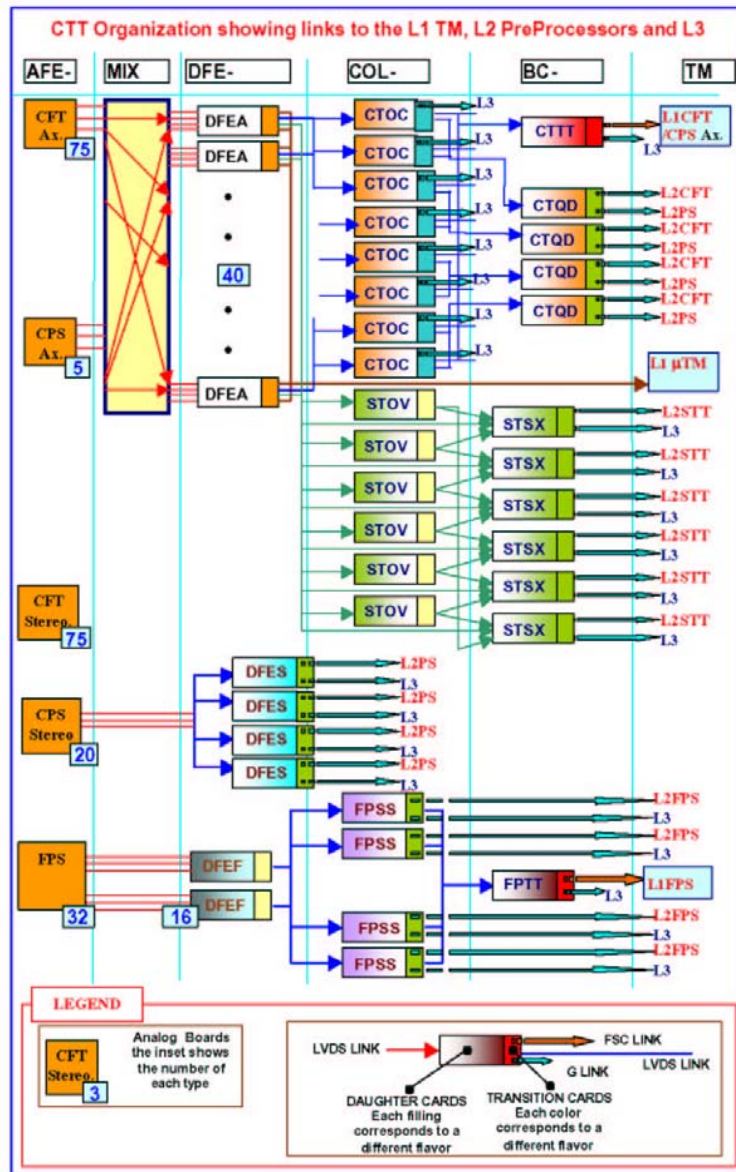 CTT Organization showing links to the L1 TM, L2 PreProcessors and L3
AFE- MIX DFE- COL- BC- TM
CFT
Ax.
75
DFEA
DFEA
40
CPS
Ax.
5
DFEA
CTOC L3
CTOC L3
CTOC L3
CTOC L3
CTOC L3
CTOC L3
CTOC L3
CTOC L3
CTTT L3
L1CFT
/CPS Ax.
CTQD L2CFT
L2PS
CTQD L2CFT
L2PS
CTQD L2CFT
L2PS
CTQD L2CFT
L2PS
L1 µTM
STOV
STOV
STOV
STOV
STOV
STOV
STSX L2STT
L3
STSX L2STT
L3
STSX L2STT
L3
STSX L2STT
L3
STSX L2STT
L3
STSX L2STT
L3
CFT
Stereo.
75
CPS
Stereo
20
DFES L2PS
L3
DFES L2PS
L3
DFES L2PS
L3
DFES L2PS
L3
FPS
32
DFEF
DFEF
16
FPSS L2FPS
L3
FPSS L2FPS
L3
FPTT L3
L1FPS
FPSS L2FPS
L3
FPSS L2FPS
L3
LEGEND
CFT
Stereo.
3
Analog Boards
the inset shows
the number of
each type
LVDS LINK
FSC LINK
LVDS LINK
G LINK
DAUGHTER CARDS
Each filling
corresponds to a
different flavor
TRANSITION CARDS
Each color
corresponds to a
different flavor